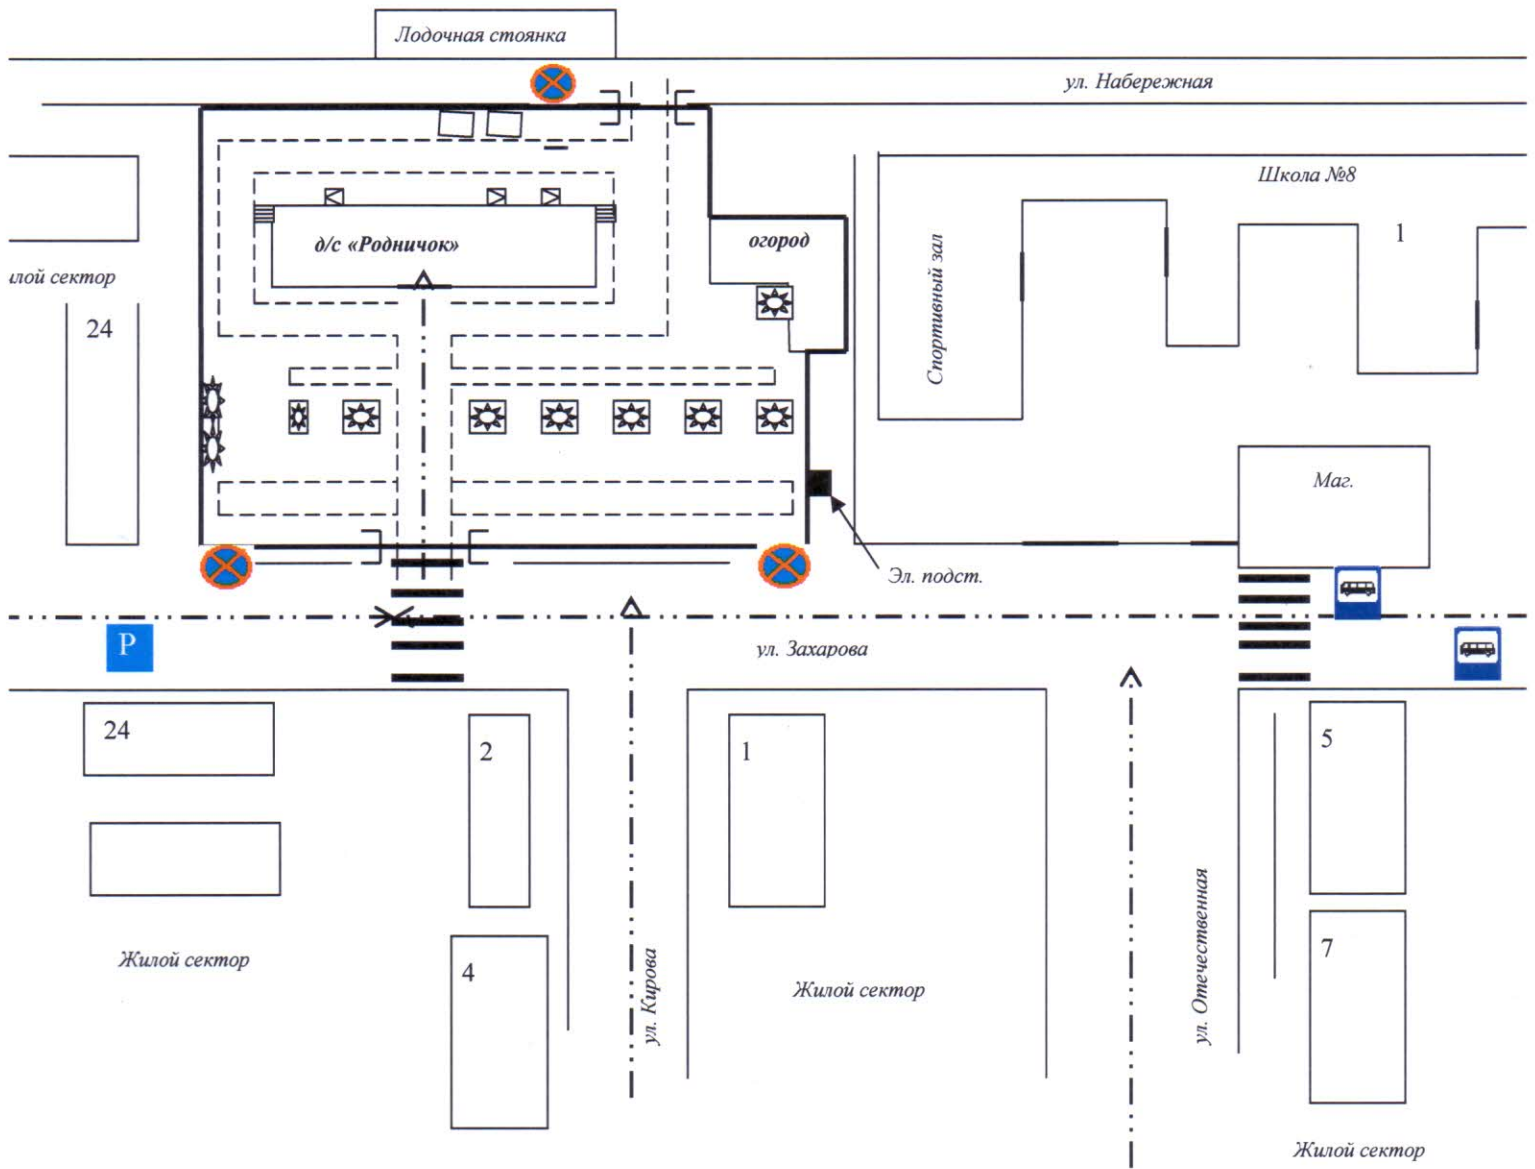 Лодочная стоянка
ул. Набережная
Школа №8
1
д/с «Родничок»
огород
илой сектор
24
Спортивный зал
Маг.
Эл. подст.
P
ул. Захарова
24
2
1
5
4
7
Жилой сектор
ул. Кирова
Жилой сектор
ул. Отечественная
Жилой сектор